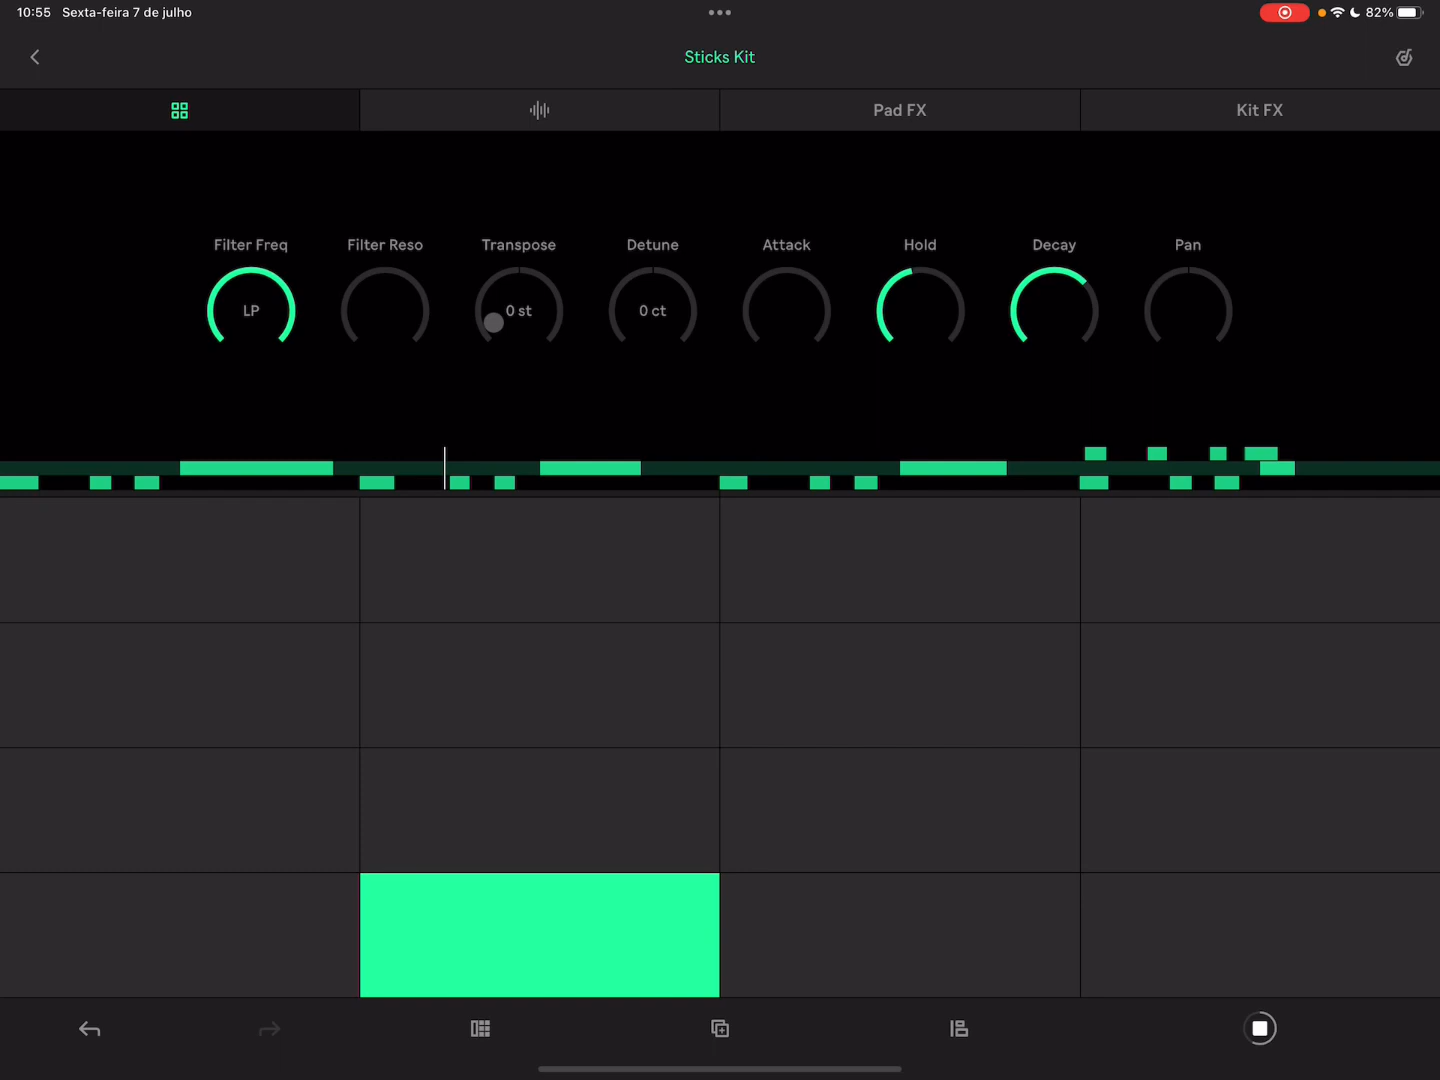 10:55 Sexta-feira 7 de julho
82%
Sticks Kit
Pad FX
Kit FX
Filter Freq
Filter Reso
Transpose
Detune
Attack
Hold
Decay
Pan
LP
0 st
0 ct